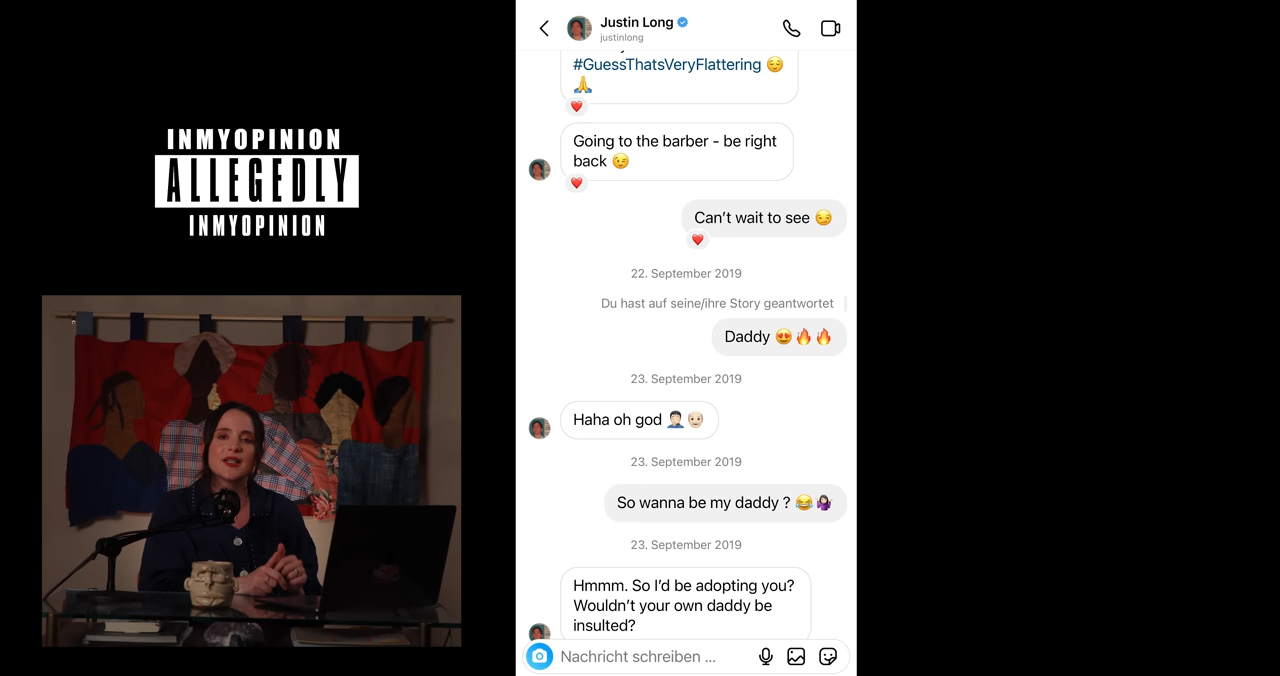 INMYOPINION
ALLEGEDLY
INMYOPINION
Justin Long
justinlong
#GuessThatsVeryFlattering 😌
🙏
❤️
Going to the barber - be right
back 😉
❤️
Can’t wait to see 😏
❤️
22. September 2019
Du hast auf seine/ihre Story geantwortet
Daddy 😍🔥🔥
23. September 2019
Haha oh god 🤦🏻‍♂️👴🏻
23. September 2019
So wanna be my daddy ? 😂🤷🏻‍♀️
23. September 2019
Hmmm. So I’d be adopting you?
Wouldn’t your own daddy be
insulted?
Nachricht schreiben ...